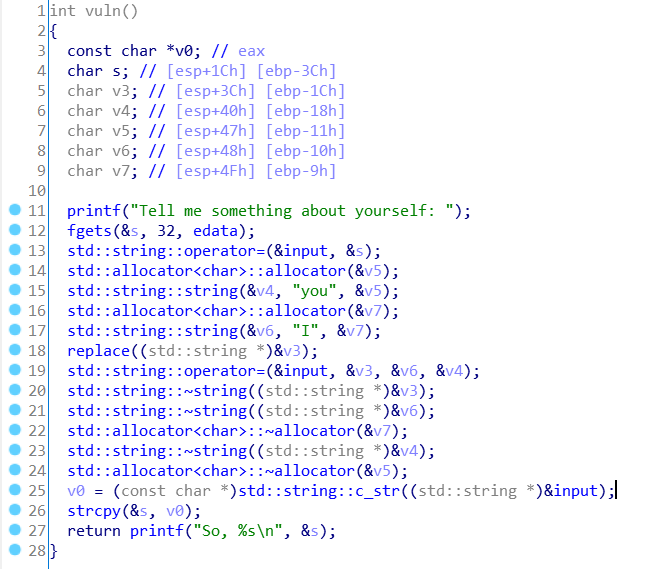 1 int vuln()
2 {
3 const char *v0; // eax
4 char s; // [esp+1Ch] [ebp-3Ch]
5 char v3; // [esp+3Ch] [ebp-1Ch]
6 char v4; // [esp+40h] [ebp-18h]
7 char v5; // [esp+47h] [ebp-11h]
8 char v6; // [esp+48h] [ebp-10h]
9 char v7; // [esp+4Fh] [ebp-9h]
10
11 printf("Tell me something about yourself: ");
12 fgets(&s, 32, edata);
13 std::string::operator=(&input, &s);
14 std::allocator<char>::allocator(&v5);
15 std::string::string(&v4, "you", &v5);
16 std::allocator<char>::allocator(&v7);
17 std::string::string(&v6, "I", &v7);
18 replace((std::string *)&v3);
19 std::string::operator=(&input, &v3, &v6, &v4);
20 std::string::~string((std::string *)&v3);
21 std::string::~string((std::string *)&v6);
22 std::allocator<char>::~allocator(&v7);
23 std::string::~string((std::string *)&v4);
24 std::allocator<char>::~allocator(&v5);
25 v0 = (const char *)std::string::c_str((std::string *)&input);
26 strcpy(&s, v0);
27 return printf("So, %s\n", &s);
28 }